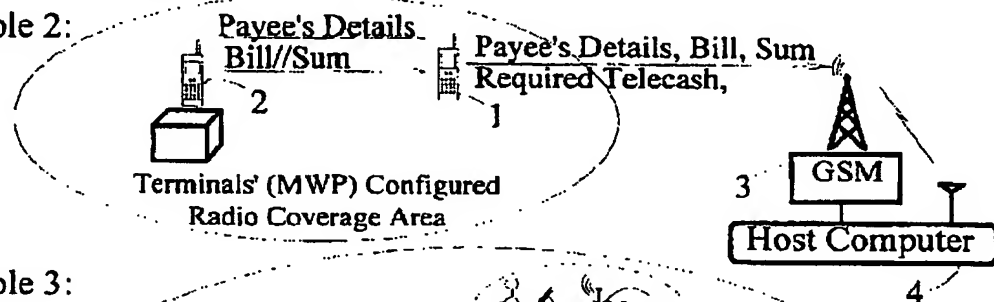 ple 2:
Payee's Details
Bill//Sum
Payee's Details, Bill, Sum
Required Telecash,
2
1
Terminals' (MWP) Configured
Radio Coverage Area
3
GSM
Host Computer
4
ple 3: